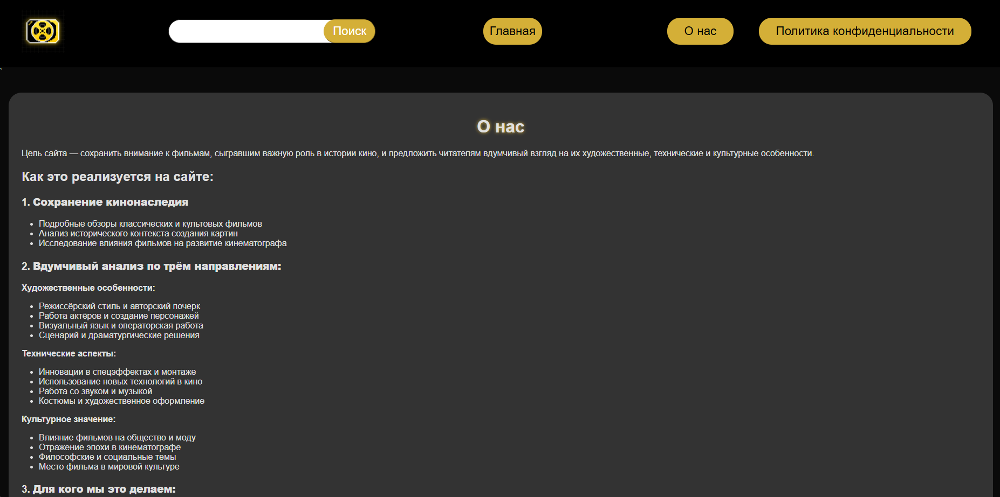 Поиск
Главная
О нас
Политика конфиденциальности
`
О нас
Цель сайта — сохранить внимание к фильмам, сыгравшим важную роль в истории кино, и предложить читателям вдумчивый взгляд на их художественные, технические и культурные особенности.
Как это реализуется на сайте:
1. Сохранение кинонаследия
• Подробные обзоры классических и культовых фильмов
• Анализ исторического контекста создания картин
• Исследование влияния фильмов на развитие кинематографа
2. Вдумчивый анализ по трём направлениям:
Художественные особенности:
• Режиссёрский стиль и авторский почерк
• Работа актёров и создание персонажей
• Визуальный язык и операторская работа
• Сценарий и драматургические решения
Технические аспекты:
• Инновации в спецэффектах и монтаже
• Использование новых технологий в кино
• Работа со звуком и музыкой
• Костюмы и художественное оформление
Культурное значение:
• Влияние фильмов на общество и моду
• Отражение эпохи в кинематографе
• Философские и социальные темы
• Место фильма в мировой культуре
3. Для кого мы это делаем: